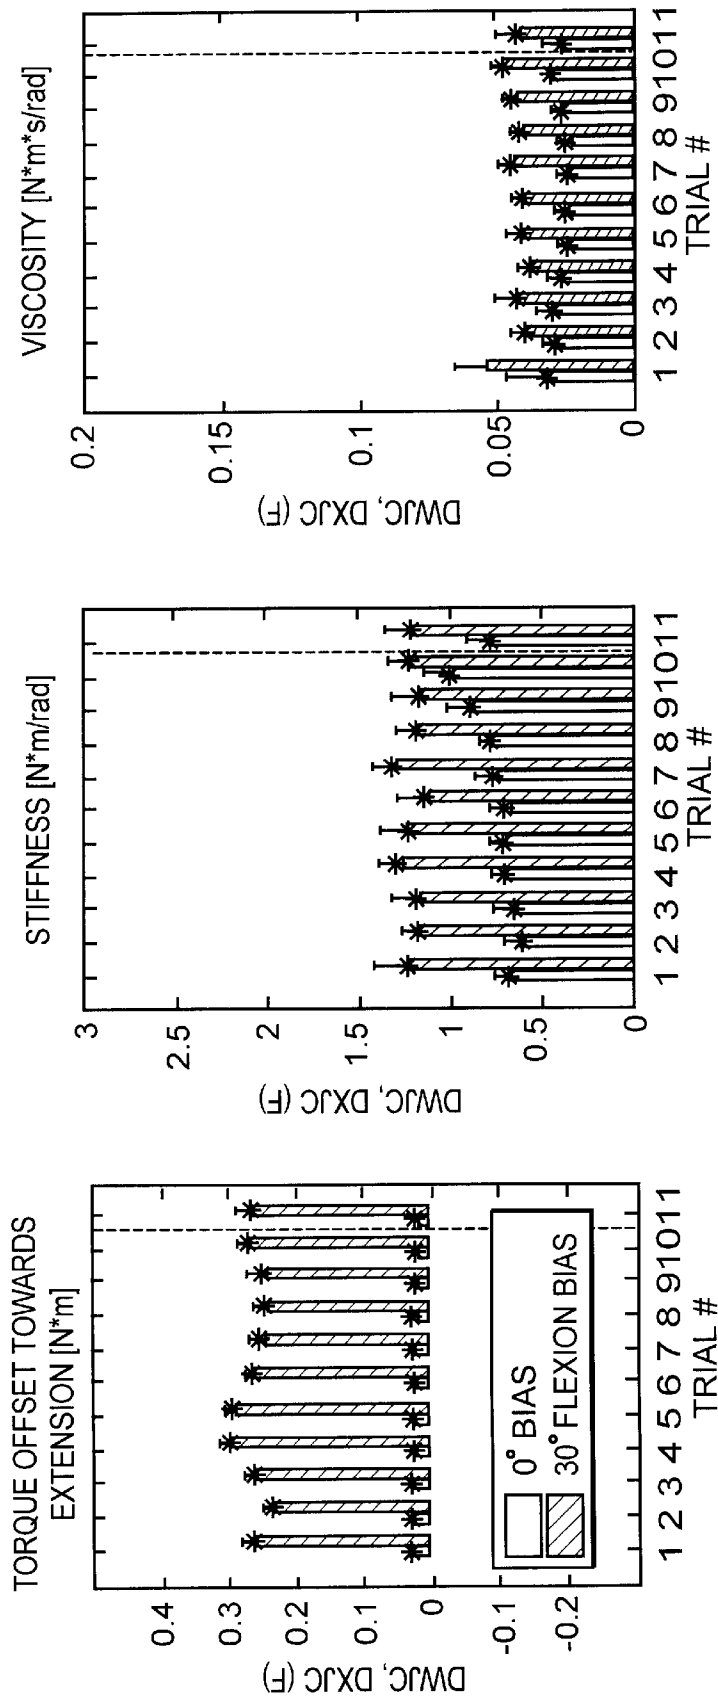 TORQUE OFFSET TOWARDS
EXTENSION [N*m]
DWJC, DXJC (F)
0.4
0.3
0.2
0.1
0
-0.1
-0.2
0° BIAS
30° FLEXION BIAS
1 2 3 4 5 6 7 8 9 10 11
TRIAL #
STIFFNESS [N*m/rad]
DWJC, DXJC (F)
3
2.5
2
1.5
1
0.5
0
1 2 3 4 5 6 7 8 9 10 11
TRIAL #
VISCOSITY [N*m*s/rad]
DWJC, DXJC (F)
0.2
0.15
0.1
0.05
0
1 2 3 4 5 6 7 8 9 10 11
TRIAL #